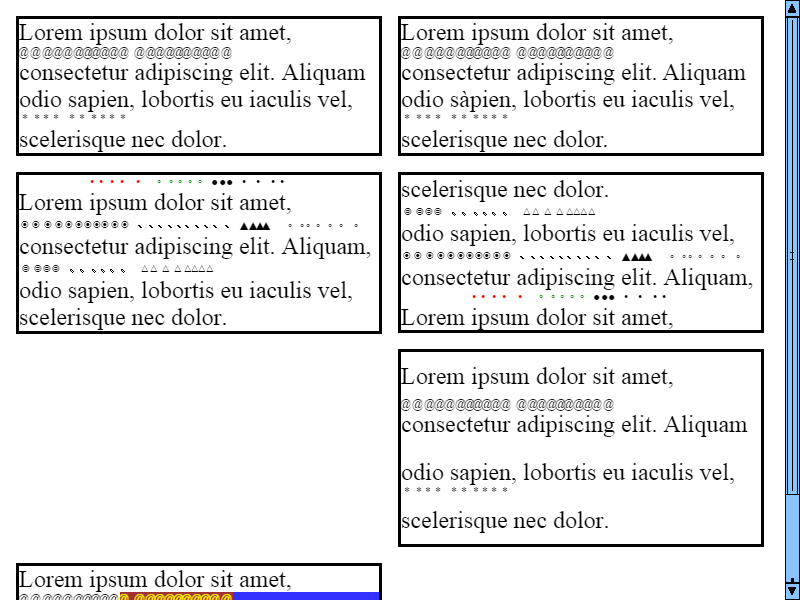 Lorem ipsum dolor sit amet,
consectetur adipiscing elit. Aliquam
odio sapien, lobortis eu iaculis vel,
scelerisque nec dolor.
Lorem ipsum dolor sit amet,
consectetur adipiscing elit. Aliquam
odio sàpien, lobortis eu iaculis vel,
scelerisque nec dolor.
Lorem ipsum dolor sit amet,
consectetur adipiscing elit. Aliquam,
odio sapien, lobortis eu iaculis vel,
scelerisque nec dolor.
scelerisque nec dolor.
odio sapien, lobortis eu iaculis vel,
consectetur adipiscing elit. Aliquam,
Lorem ipsum dolor sit amet,
Lorem ipsum dolor sit amet,
consectetur adipiscing elit. Aliquam
odio sapien, lobortis eu iaculis vel,
scelerisque nec dolor.
Lorem ipsum dolor sit amet,